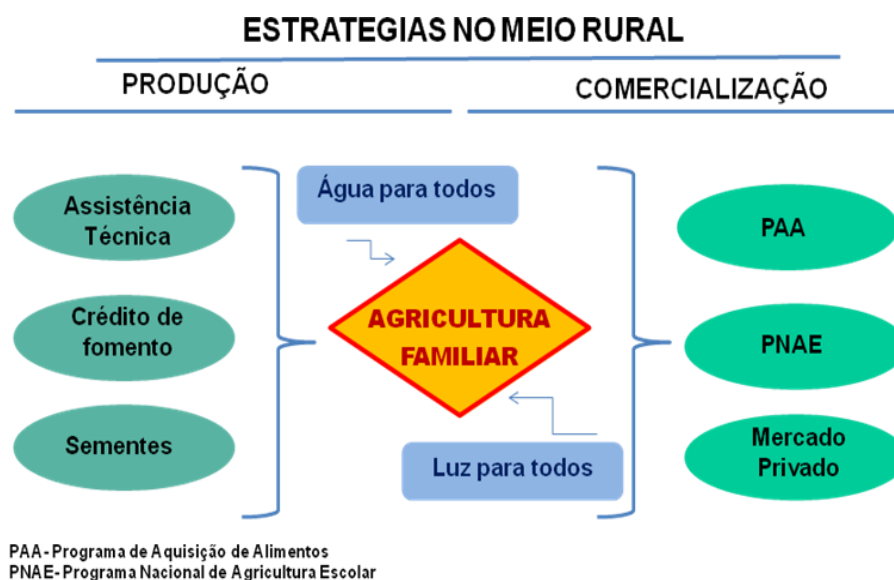 ESTRATEGIAS NO MEIO RURAL
PRODUÇÃO
COMERCIALIZAÇÃO
Assistência
Técnica
Crédito de
fomento
Sementes
Água para todos
AGRICULTURA
FAMILIAR
Luz para todos
PAA
PNAE
Mercado
Privado
PAA- Programa de Aquisição de Alimentos
PNAE- Programa Nacional de Agricultura Escolar